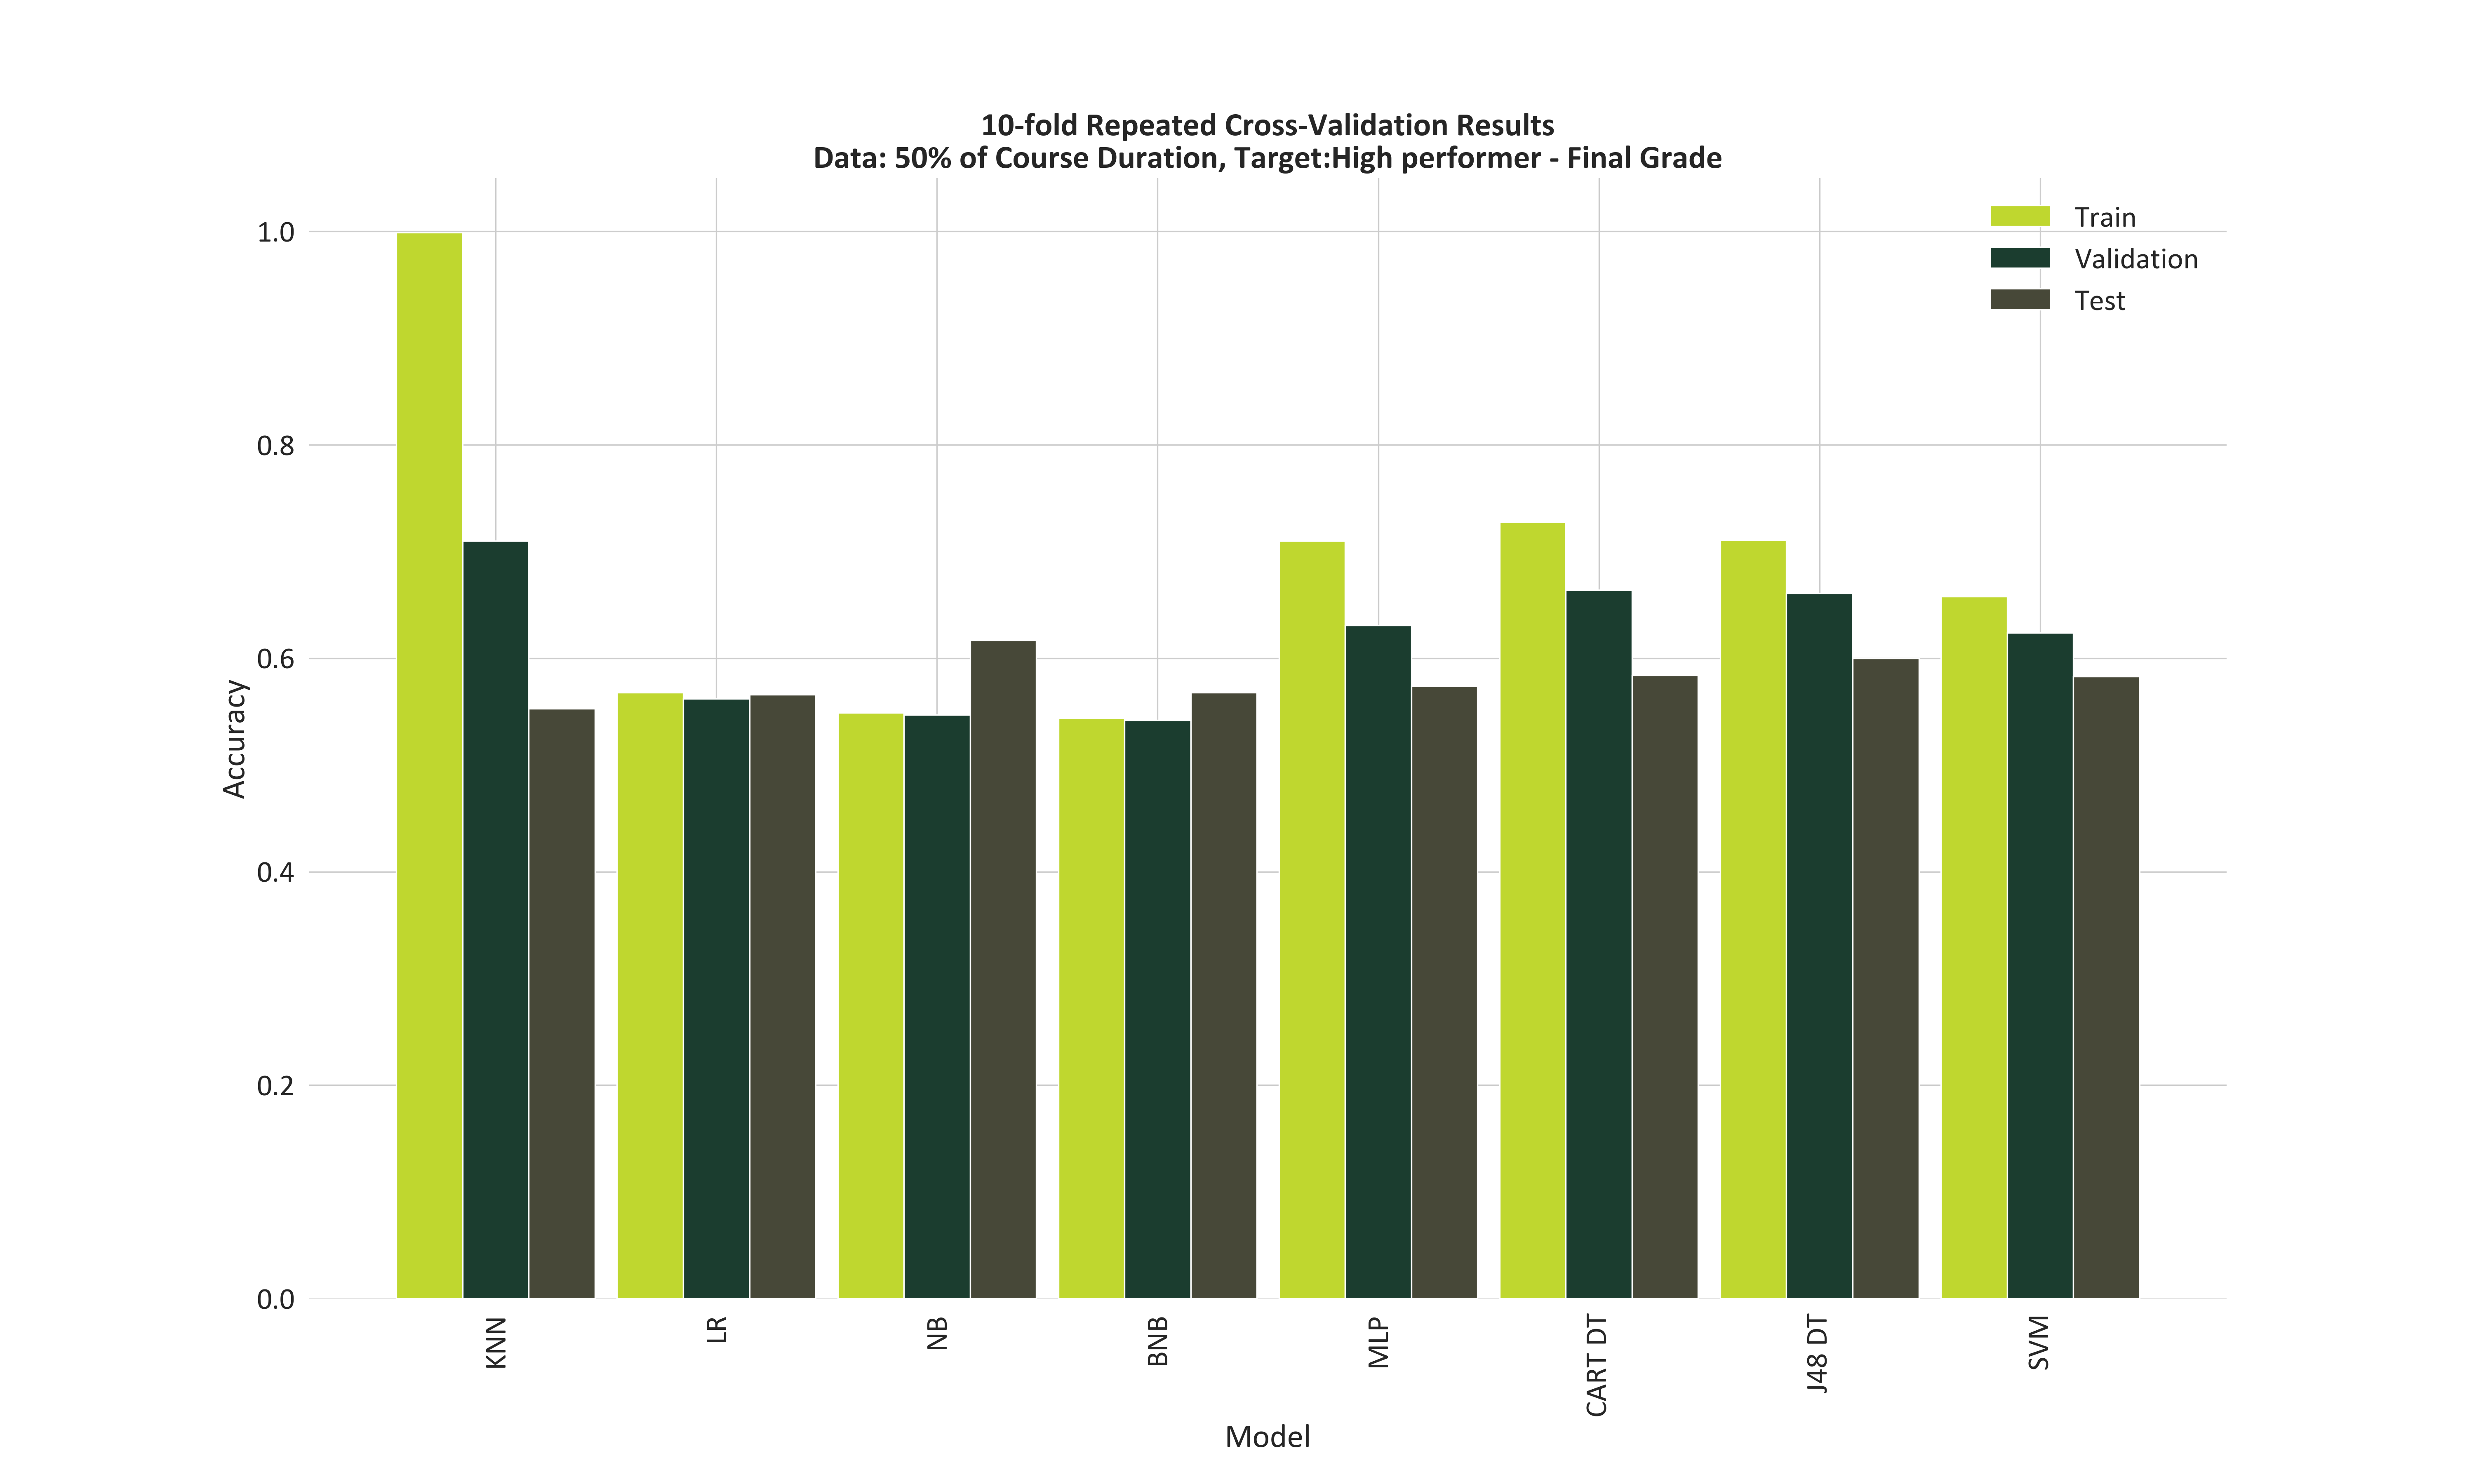 10-fold Repeated Cross-Validation Results
Data: 50% of Course Duration, Target:High performer - Final Grade
Train
Validation
Test
1.0
0.8
0.6
0.4
0.2
0.0
Accuracy
KNN
LR
NB
BNB
MLP
CART DT
J48 DT
SVM
Model